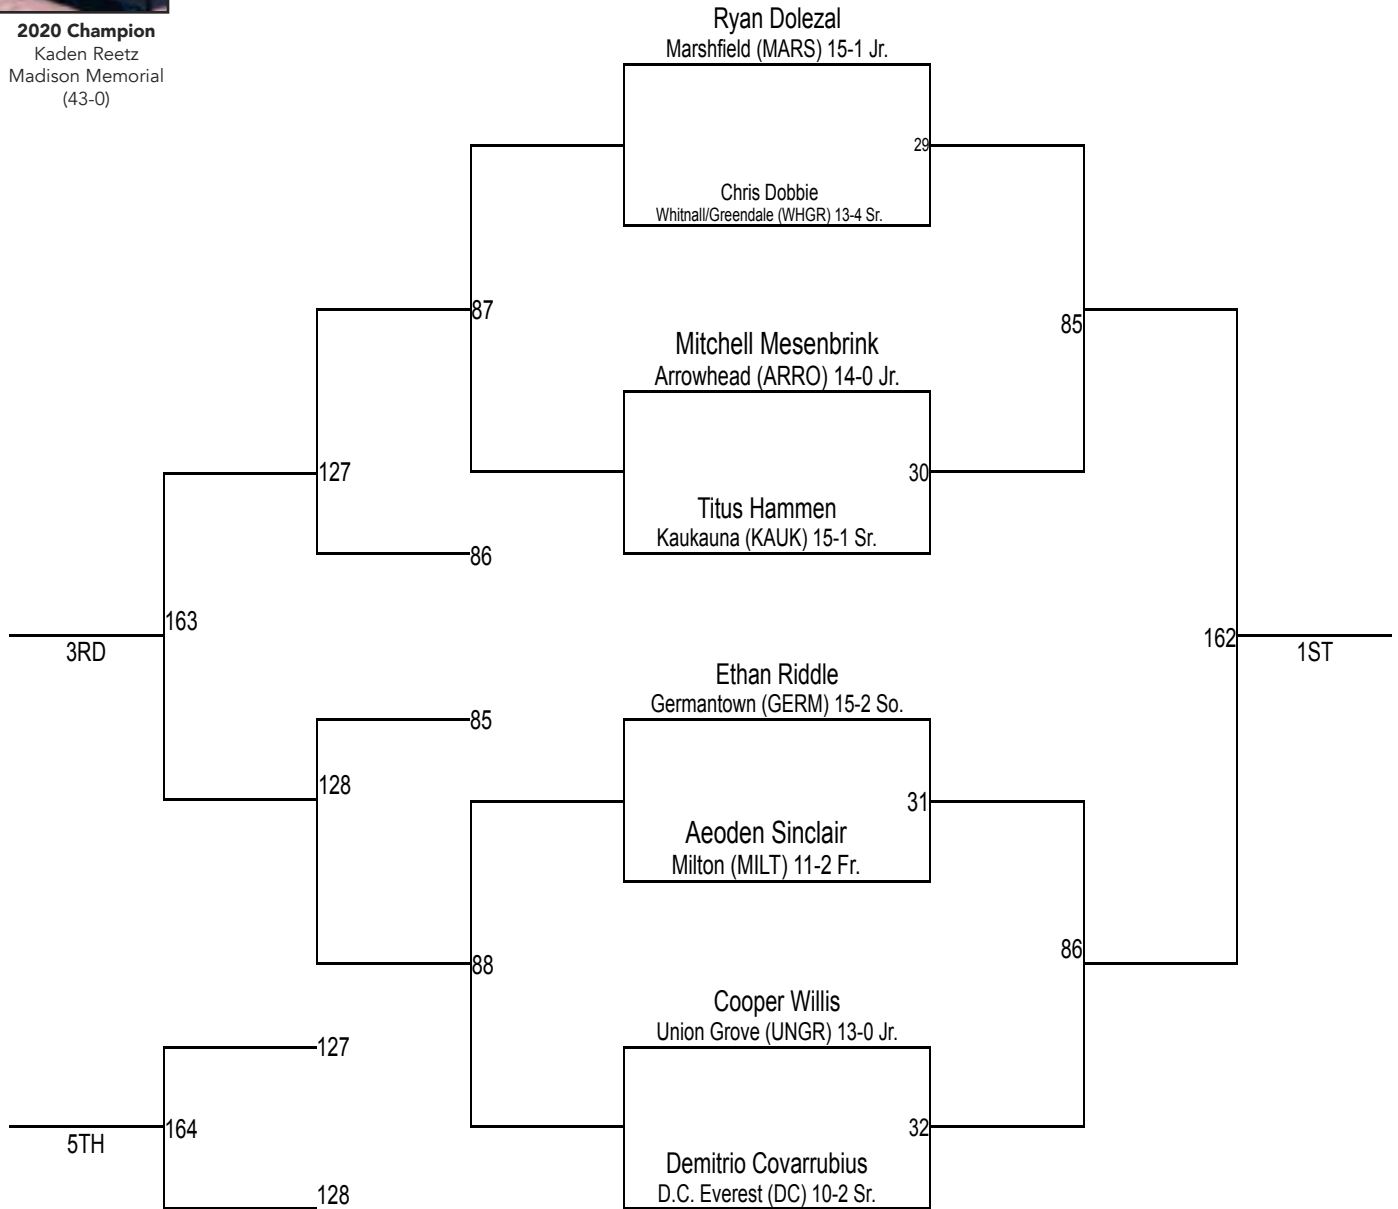 2020 Champion
Kaden Reetz
Madison Memorial
(43-0)
Ryan Dolezal
Marshfield (MARS) 15-1 Jr.
29
Chris Dobbie
Whitnall/Greendale (WHGR) 13-4 Sr.
87
85
Mitchell Mesenbrink
Arrowhead (ARRO) 14-0 Jr.
127
30
Titus Hammen
Kaukauna (KAUK) 15-1 Sr.
86
163
3RD
162
1ST
Ethan Riddle
Germantown (GERM) 15-2 So.
85
128
31
Aeoden Sinclair
Milton (MILT) 11-2 Fr.
88
86
Cooper Willis
Union Grove (UNGR) 13-0 Jr.
127
164
5TH
32
Demitrio Covarrubius
D.C. Everest (DC) 10-2 Sr.
128